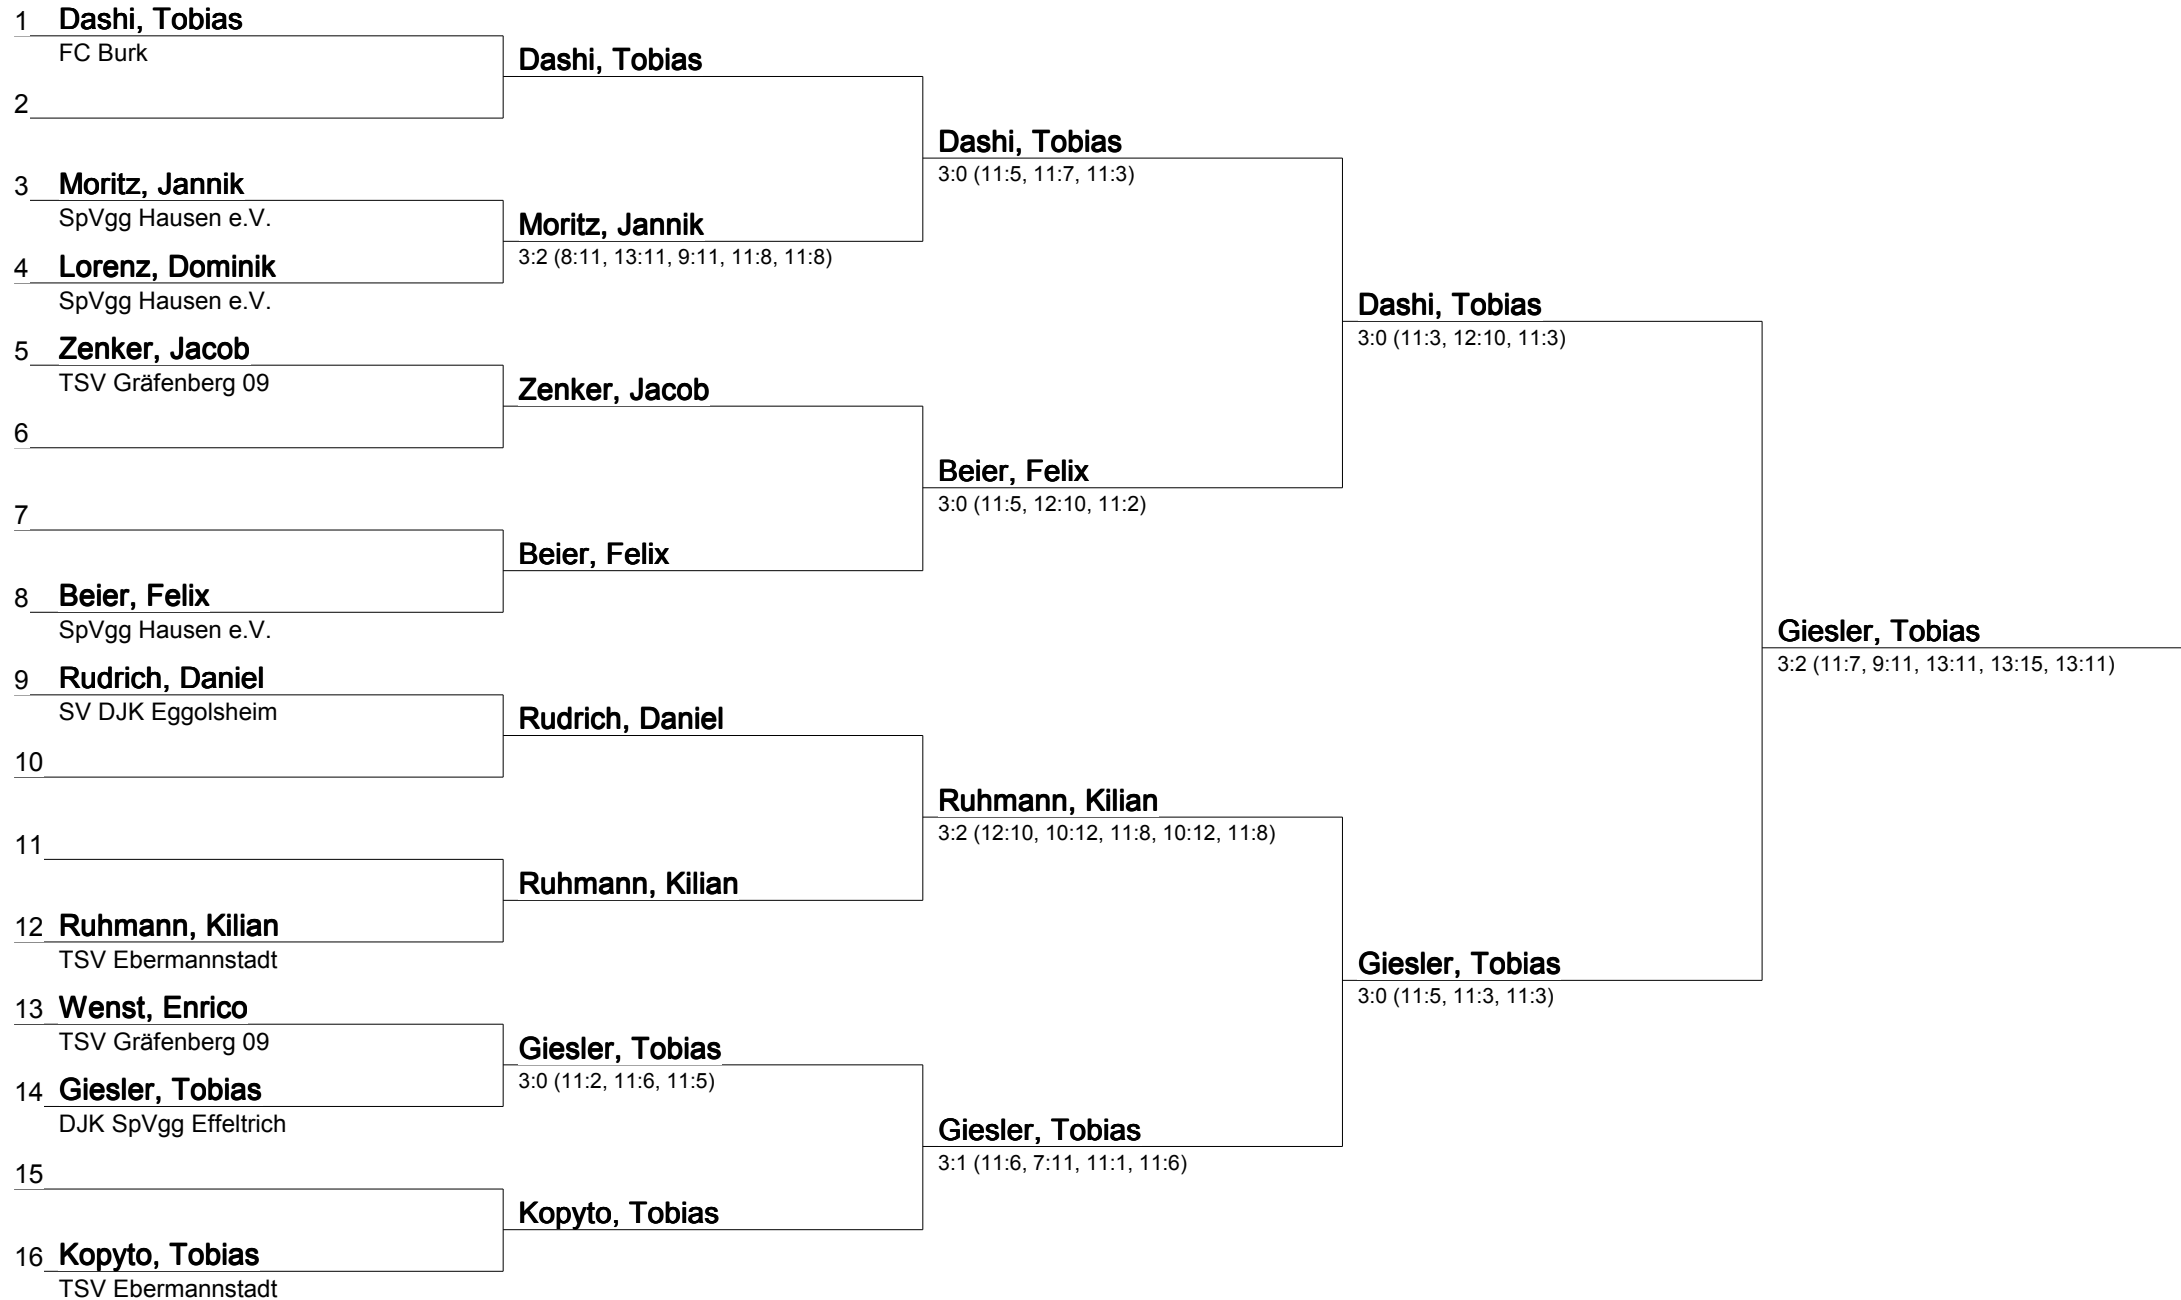 1 Dashi, Tobias
FC Burk
Dashi, Tobias
2
Dashi, Tobias
3:0 (11:5, 11:7, 11:3)
3 Moritz, Jannik
SpVgg Hausen e.V.
Moritz, Jannik
3:2 (8:11, 13:11, 9:11, 11:8, 11:8)
4 Lorenz, Dominik
SpVgg Hausen e.V.
Dashi, Tobias
3:0 (11:3, 12:10, 11:3)
5 Zenker, Jacob
TSV Gräfenberg 09
Zenker, Jacob
6
Beier, Felix
3:0 (11:5, 12:10, 11:2)
7
Beier, Felix
8 Beier, Felix
SpVgg Hausen e.V.
Giesler, Tobias
3:2 (11:7, 9:11, 13:11, 13:15, 13:11)
9 Rudrich, Daniel
SV DJK Eggolsheim
Rudrich, Daniel
10
Ruhmann, Kilian
3:2 (12:10, 10:12, 11:8, 10:12, 11:8)
11
Ruhmann, Kilian
12 Ruhmann, Kilian
TSV Ebermannstadt
Giesler, Tobias
3:0 (11:5, 11:3, 11:3)
13 Wenst, Enrico
TSV Gräfenberg 09
Giesler, Tobias
3:0 (11:2, 11:6, 11:5)
14 Giesler, Tobias
DJK SpVgg Effeltrich
Giesler, Tobias
3:1 (11:6, 7:11, 11:1, 11:6)
15
Kopyto, Tobias
16 Kopyto, Tobias
TSV Ebermannstadt